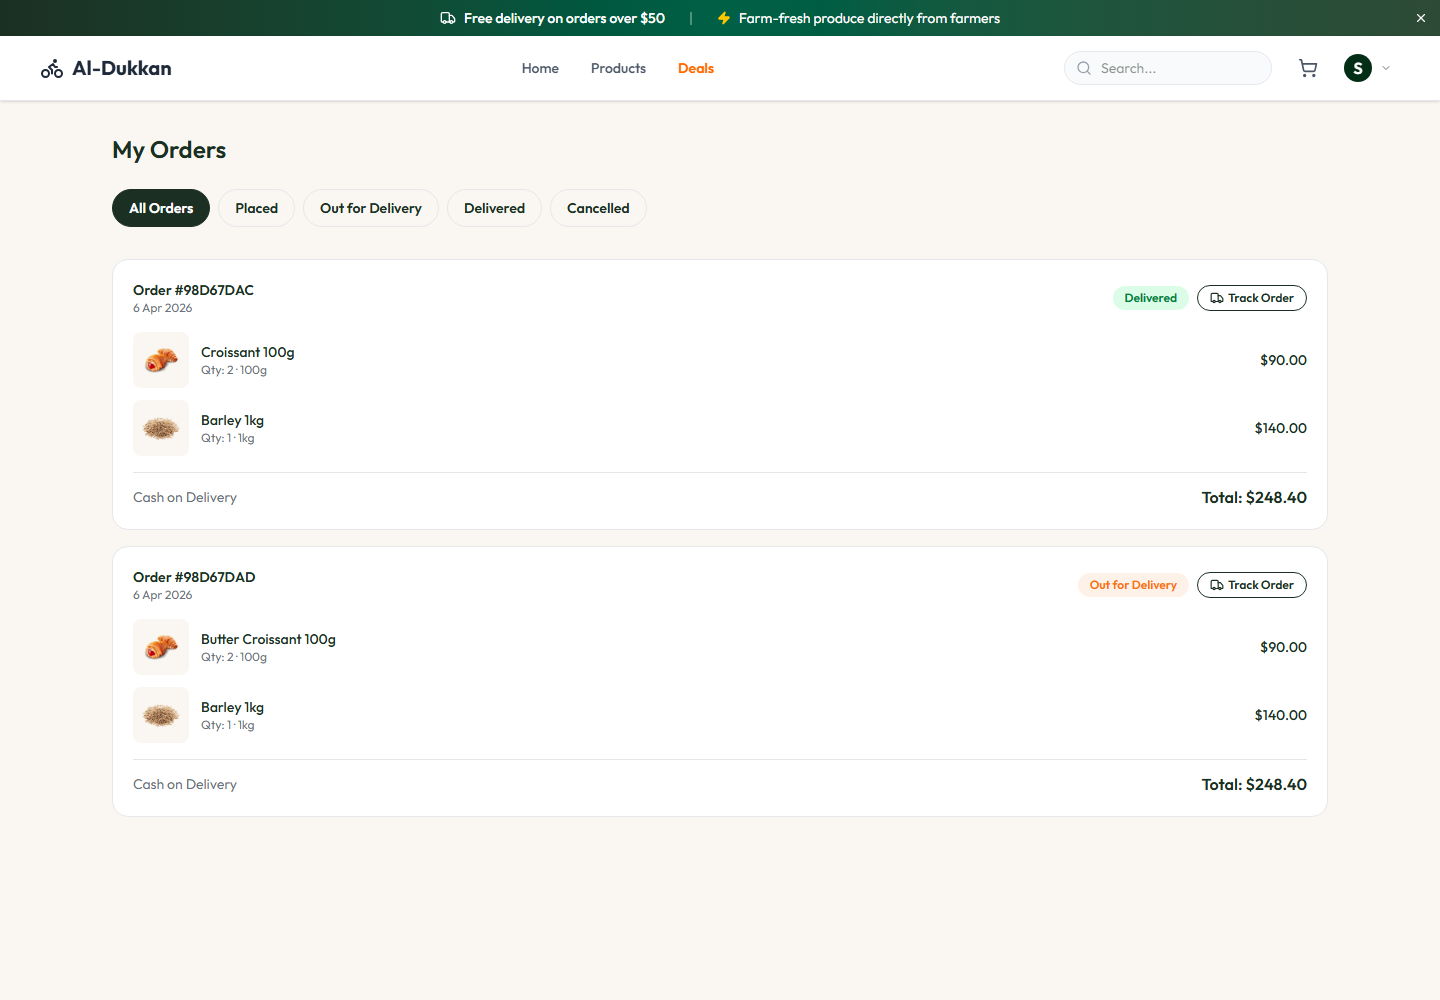 Free delivery on orders over $50 | Farm-fresh produce directly from farmers
Al-Dukkan
Home Products Deals
Search...
S
My Orders
All Orders Placed Out for Delivery Delivered Cancelled
Order #98D67DAC
6 Apr 2026
Delivered Track Order
Croissant 100g
Qty: 2 · 100g
$90.00
Barley 1kg
Qty: 1 · 1kg
$140.00
Cash on Delivery Total: $248.40
Order #98D67DAD
6 Apr 2026
Out for Delivery Track Order
Butter Croissant 100g
Qty: 2 · 100g
$90.00
Barley 1kg
Qty: 1 · 1kg
$140.00
Cash on Delivery Total: $248.40